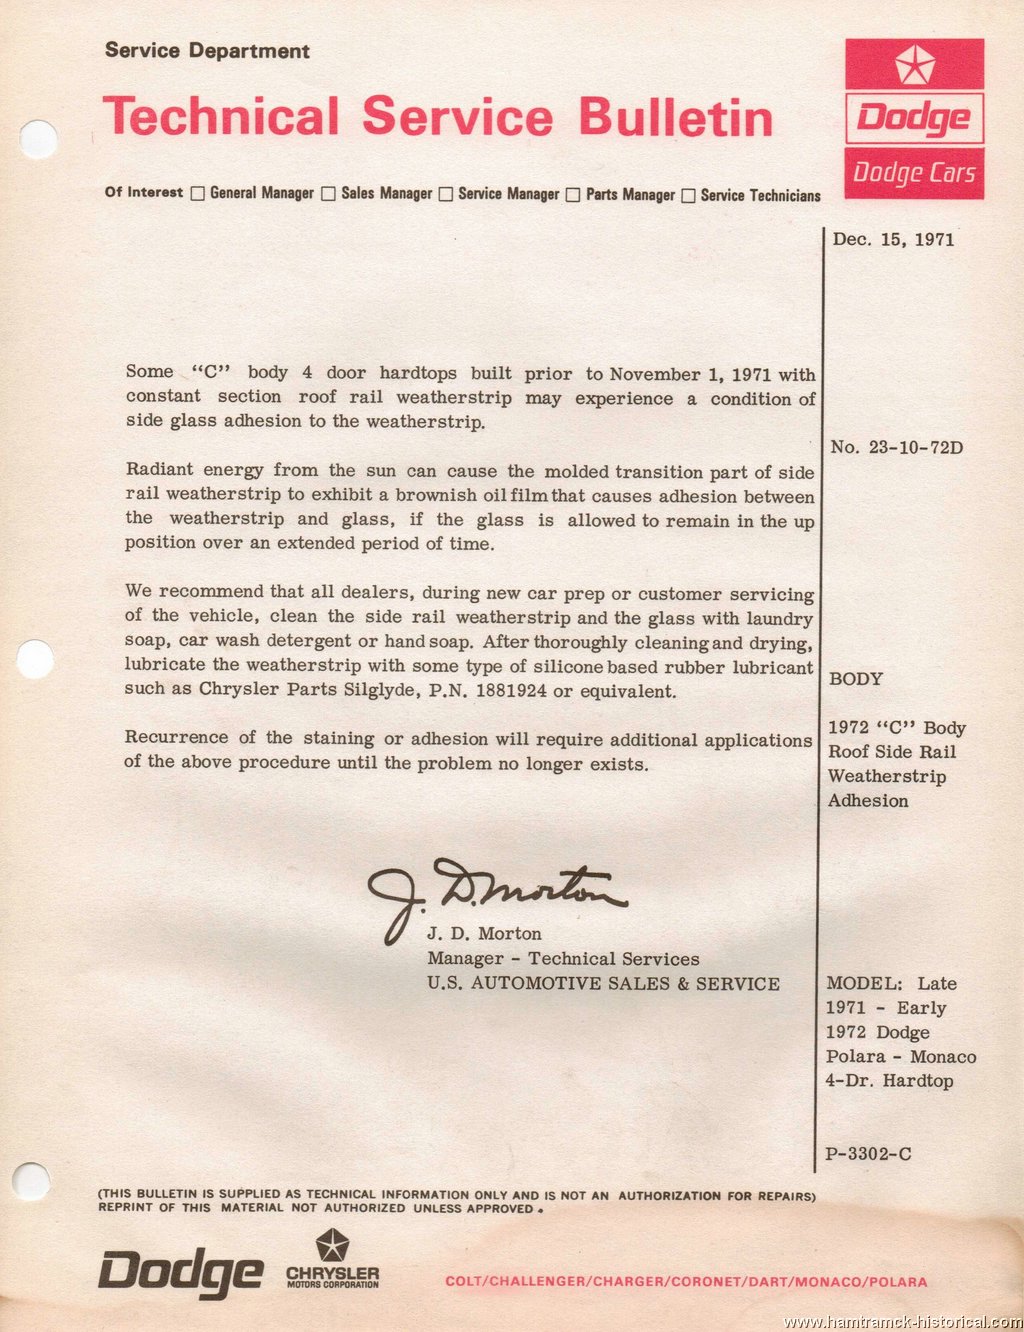 Service Department
Technical Service Bulletin
Dodge
Dodge Cars
Of Interest □ General Manager □ Sales Manager □ Service Manager □ Parts Manager □ Service Technicians
Dec. 15, 1971
Some "C" body 4 door hardtops built prior to November 1, 1971 with
constant section roof rail weatherstrip may experience a condition of
side glass adhesion to the weatherstrip.
No. 23-10-72D
Radiant energy from the sun can cause the molded transition part of side
rail weatherstrip to exhibit a brownish oil film that causes adhesion between
the weatherstrip and glass, if the glass is allowed to remain in the up
position over an extended period of time.
We recommend that all dealers, during new car prep or customer servicing
of the vehicle, clean the side rail weatherstrip and the glass with laundry
soap, car wash detergent or hand soap. After thoroughly cleaning and drying,
lubricate the weatherstrip with some type of silicone based rubber lubricant
such as Chrysler Parts Silglyde, P.N. 1881924 or equivalent.
Recurrence of the staining or adhesion will require additional applications
of the above procedure until the problem no longer exists.
BODY
1972 "C" Body
Roof Side Rail
Weatherstrip
Adhesion
J. D. Morton
J. D. Morton
Manager - Technical Services
U.S. AUTOMOTIVE SALES & SERVICE
MODEL: Late
1971 - Early
1972 Dodge
Polara - Monaco
4-Dr. Hardtop
P-3302-C
(THIS BULLETIN IS SUPPLIED AS TECHNICAL INFORMATION ONLY AND IS NOT AN AUTHORIZATION FOR REPAIRS)
REPRINT OF THIS MATERIAL NOT AUTHORIZED UNLESS APPROVED.
Dodge
CHRYSLER
MOTORS CORPORATION
COLT/CHALLENGER/CHARGER/CORONET/DART/MONACO/POLARA
www.hamtramck-historical.com